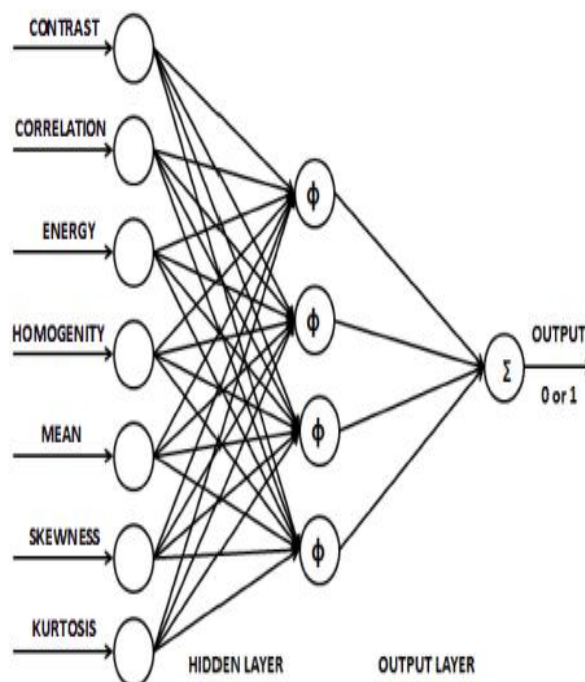 CONTRAST
CORRELATION
ENERGY
HOMOGENITY
MEAN
SKEWNESS
KURTOSIS
ϕ
ϕ
ϕ
ϕ
Σ
OUTPUT
0 or 1
HIDDEN LAYER
OUTPUT LAYER